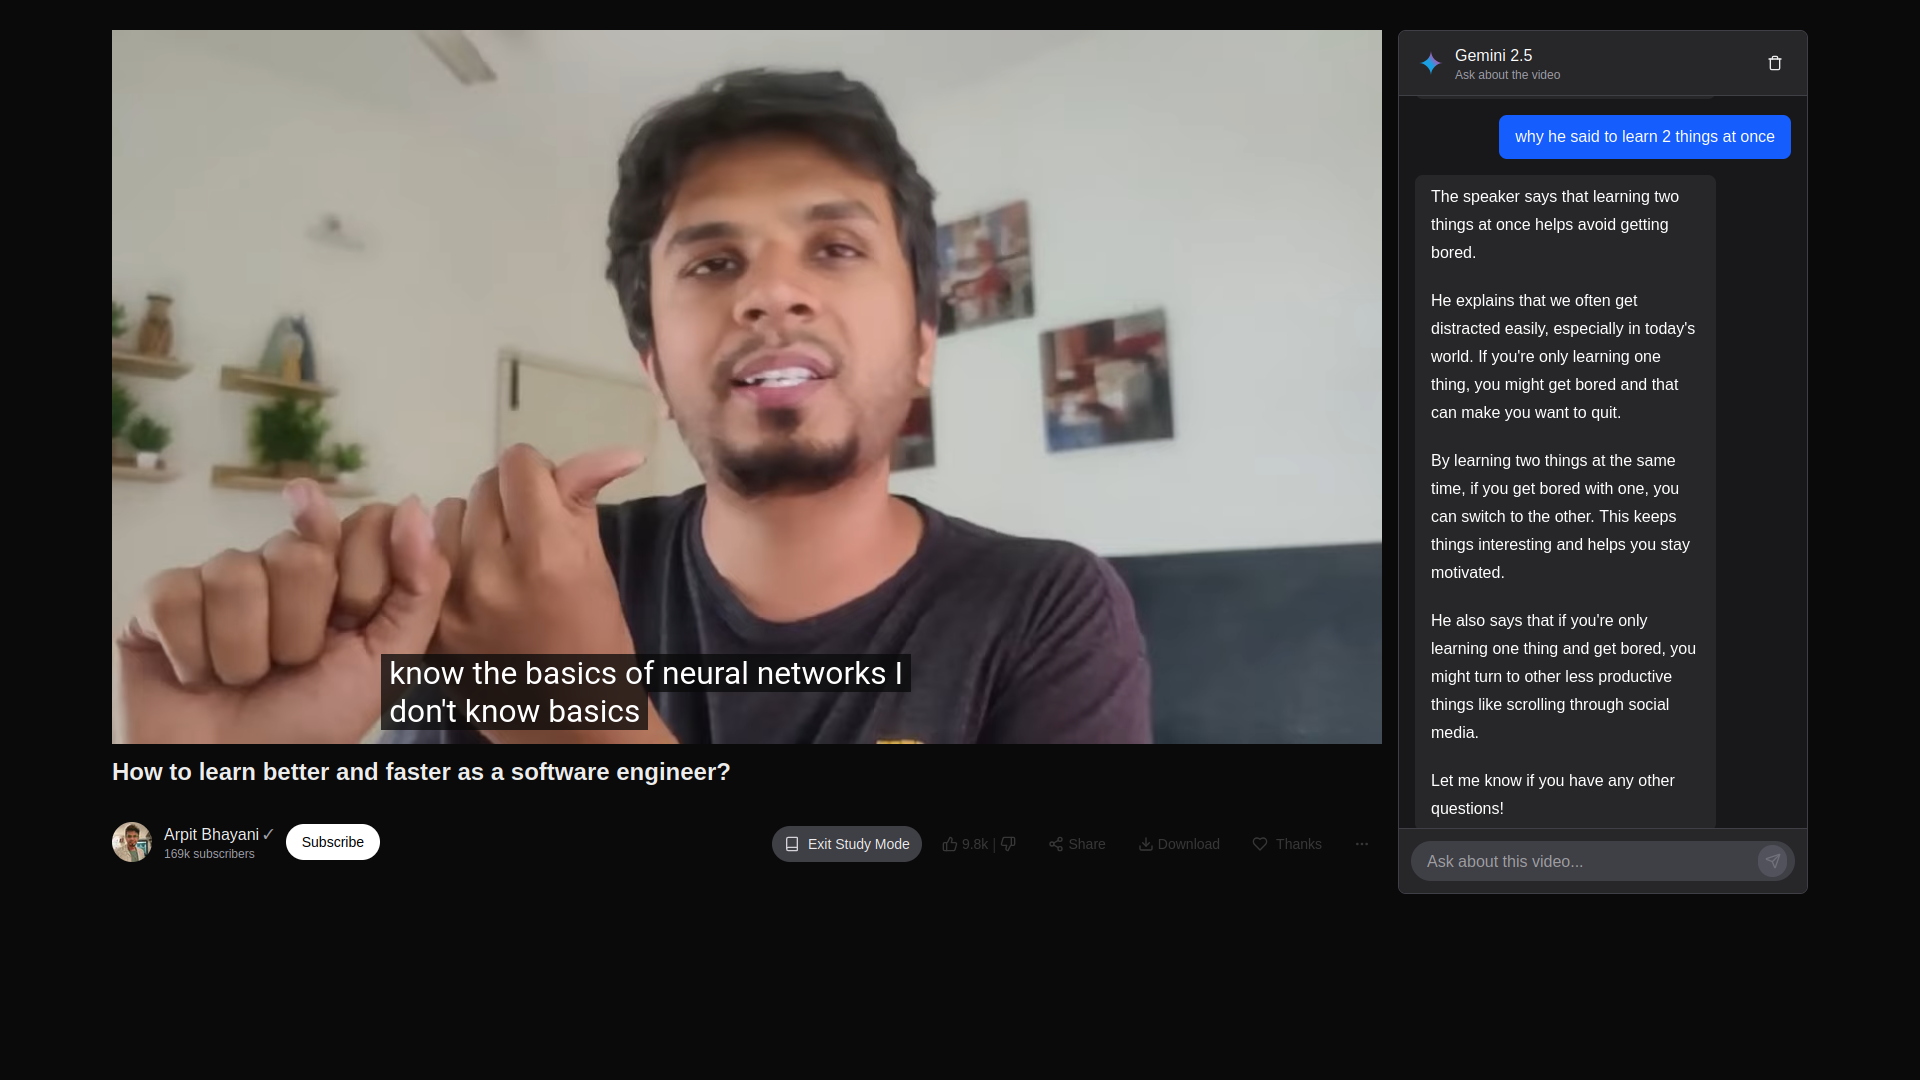 know the basics of neural networks I
don't know basics
How to learn better and faster as a software engineer?
Arpit Bhayani ✓
169k subscribers
Subscribe
Exit Study Mode
9.8k |
Share
Download
Thanks
Gemini 2.5
Ask about the video
why he said to learn 2 things at once
The speaker says that learning two
things at once helps avoid getting
bored.
He explains that we often get
distracted easily, especially in today's
world. If you're only learning one
thing, you might get bored and that
can make you want to quit.
By learning two things at the same
time, if you get bored with one, you
can switch to the other. This keeps
things interesting and helps you stay
motivated.
He also says that if you're only
learning one thing and get bored, you
might turn to other less productive
things like scrolling through social
media.
Let me know if you have any other
questions!
Ask about this video...